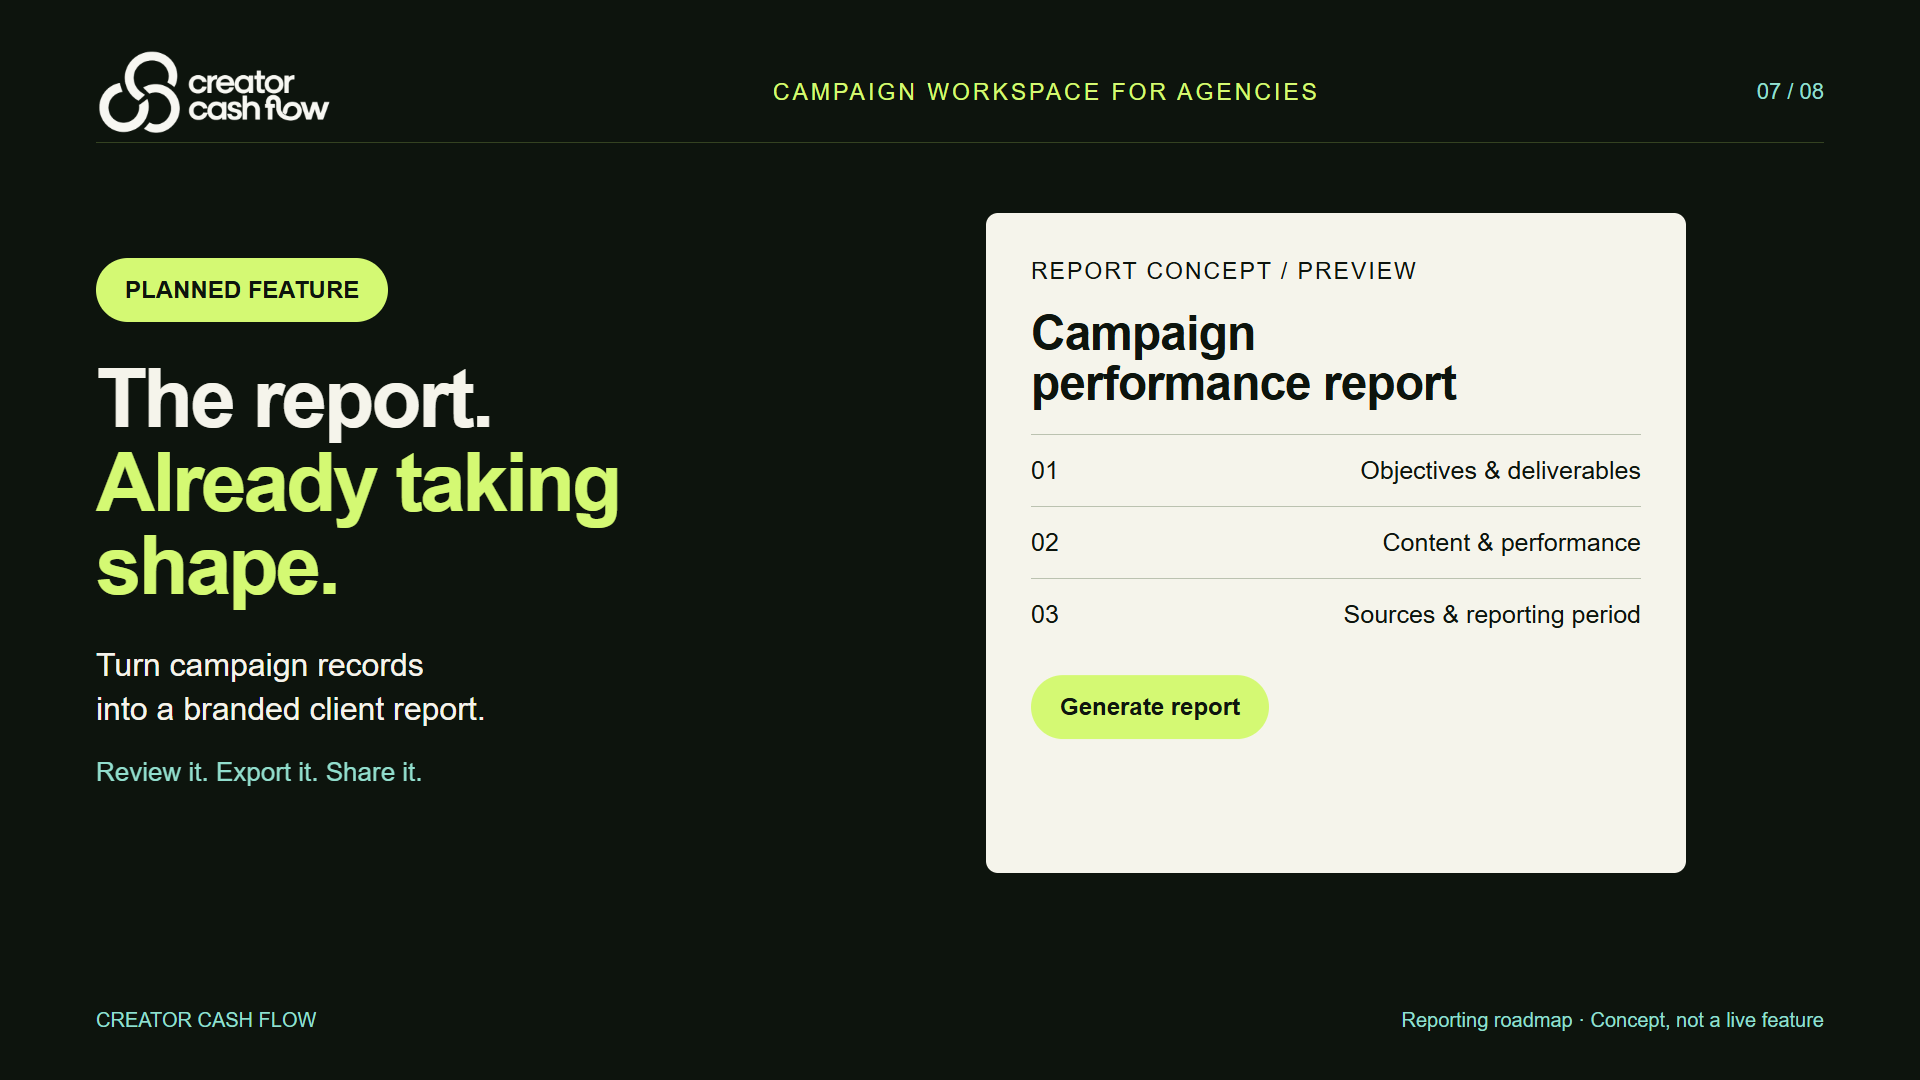 creator
cash flow
CAMPAIGN WORKSPACE FOR AGENCIES
07 / 08
PLANNED FEATURE
The report.
Already taking
shape.
Turn campaign records
into a branded client report.
Review it. Export it. Share it.
REPORT CONCEPT / PREVIEW
Campaign
performance report
01 Objectives & deliverables
02 Content & performance
03 Sources & reporting period
Generate report
CREATOR CASH FLOW
Reporting roadmap · Concept, not a live feature